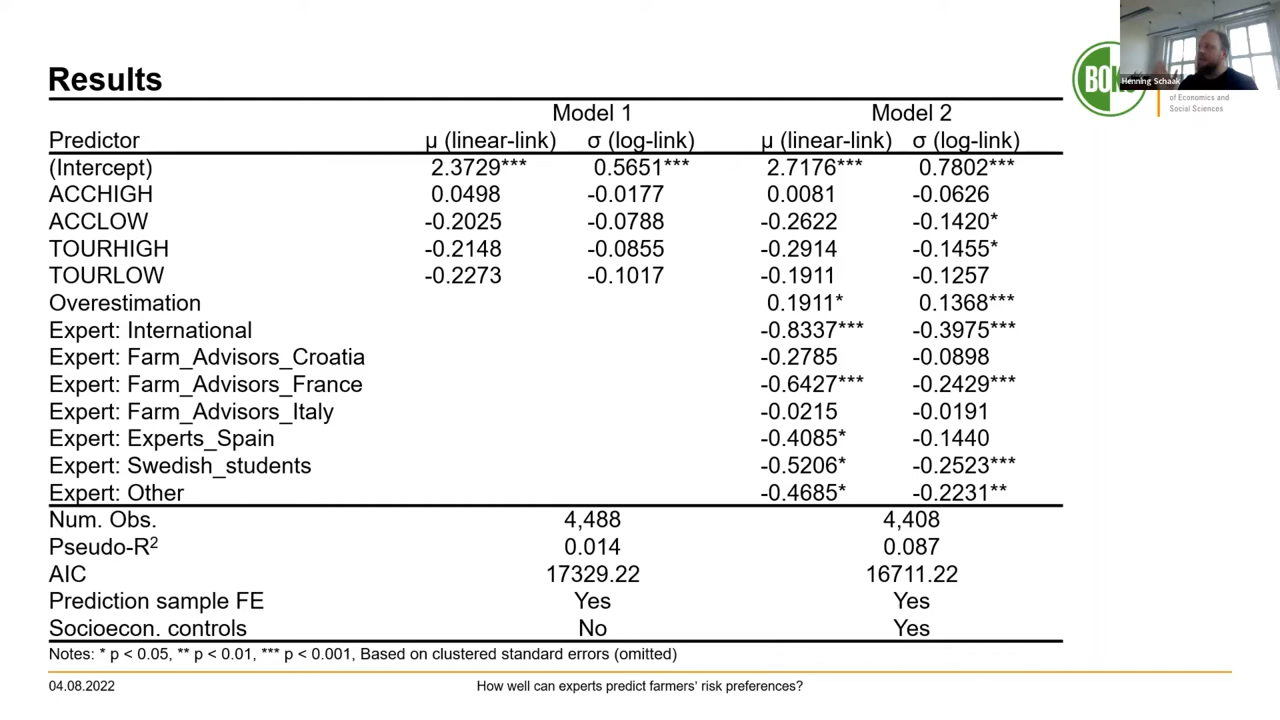 Results
Model 1 Model 2
Predictor μ (linear-link) σ (log-link) μ (linear-link) σ (log-link)
(Intercept) 2.3729*** 0.5651*** 2.7176*** 0.7802***
ACCHIGH 0.0498 -0.0177 0.0081 -0.0626
ACCLOW -0.2025 -0.0788 -0.2622 -0.1420*
TOURHIGH -0.2148 -0.0855 -0.2914 -0.1455*
TOURLOW -0.2273 -0.1017 -0.1911 -0.1257
Overestimation 0.1911* 0.1368***
Expert: International -0.8337*** -0.3975***
Expert: Farm_Advisors_Croatia -0.2785 -0.0898
Expert: Farm_Advisors_France -0.6427*** -0.2429***
Expert: Farm_Advisors_Italy -0.0215 -0.0191
Expert: Experts_Spain -0.4085* -0.1440
Expert: Swedish_students -0.5206* -0.2523***
Expert: Other -0.4685* -0.2231**
Num. Obs. 4,488 4,408
Pseudo-R² 0.014 0.087
AIC 17329.22 16711.22
Prediction sample FE Yes Yes
Socioecon. controls No Yes
Notes: * p < 0.05, ** p < 0.01, *** p < 0.001, Based on clustered standard errors (omitted)
04.08.2022 How well can experts predict farmers' risk preferences?
Henning Schaak
of Economics and
Social Sciences